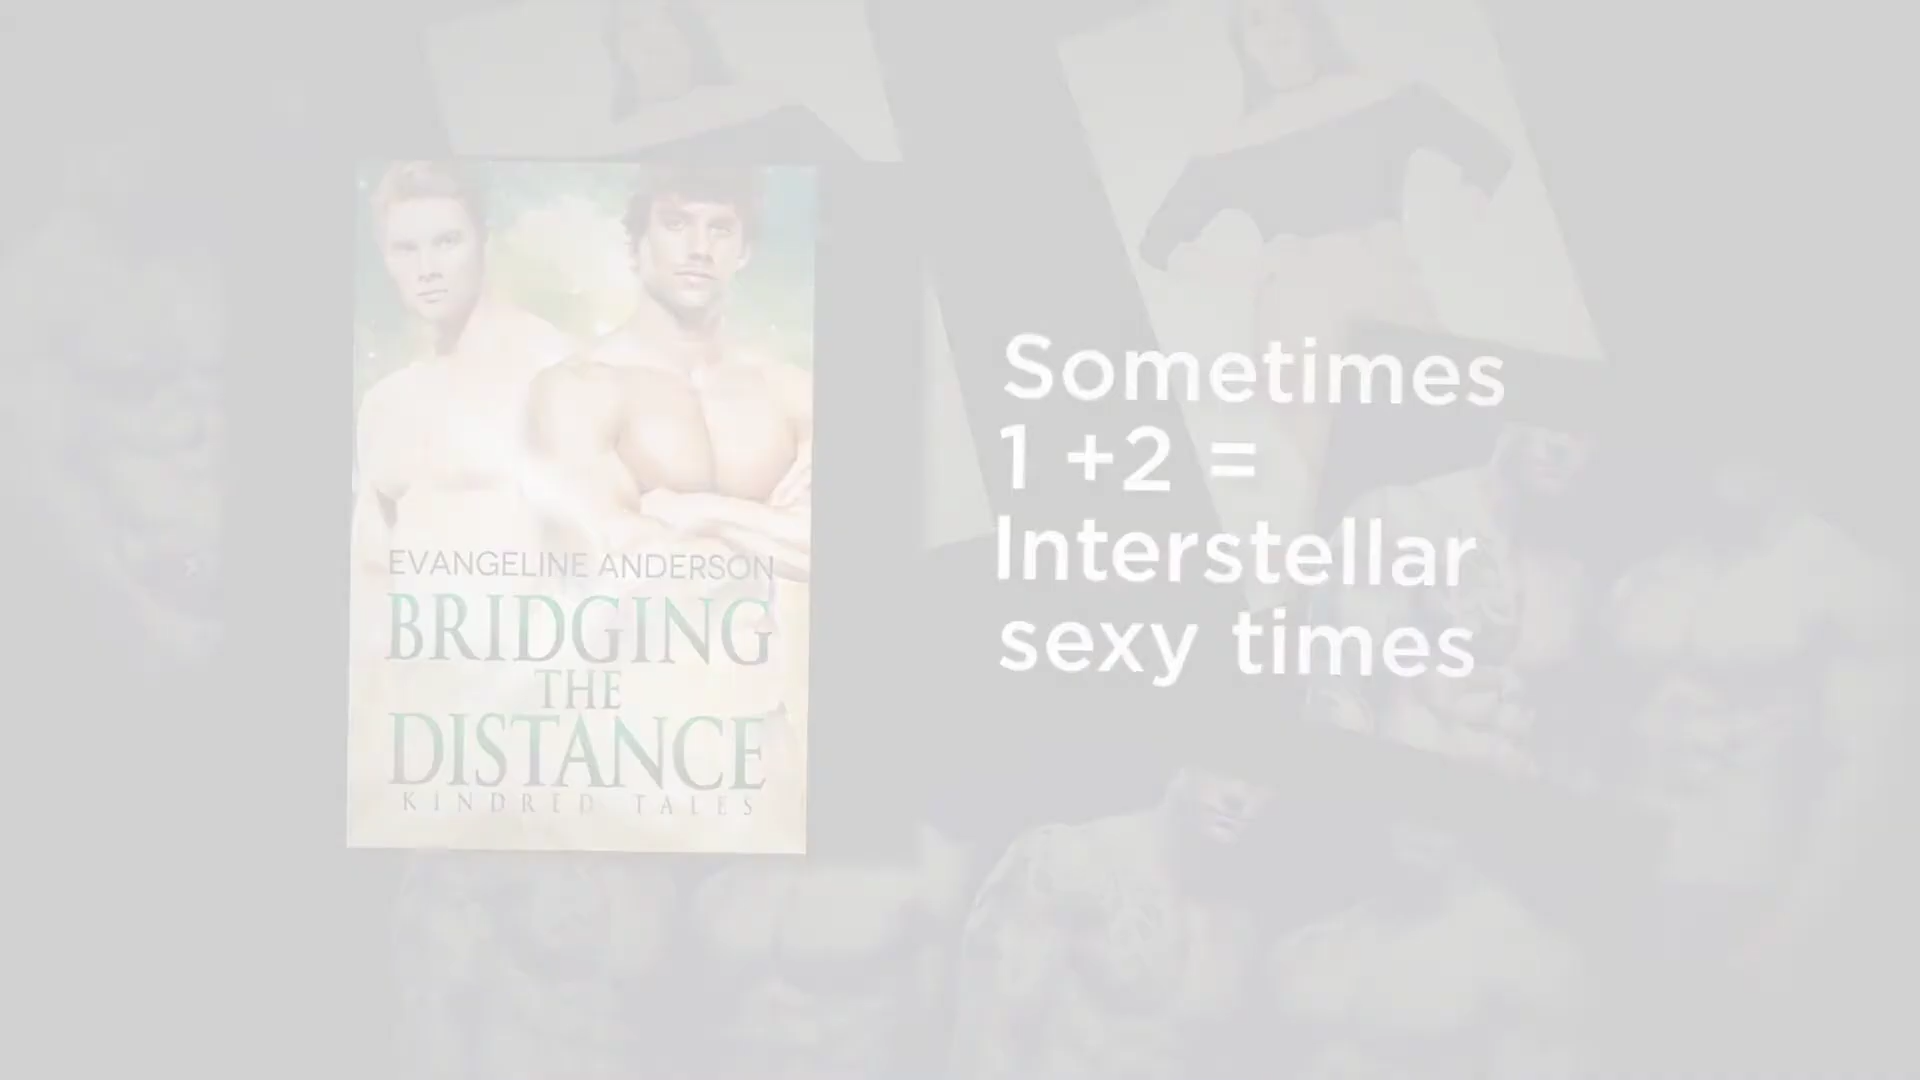 EVANGELINE ANDERSON
BRIDGING
THE
DISTANCE
KINDRED TALES
Sometimes
1 +2 =
Interstellar
sexy times